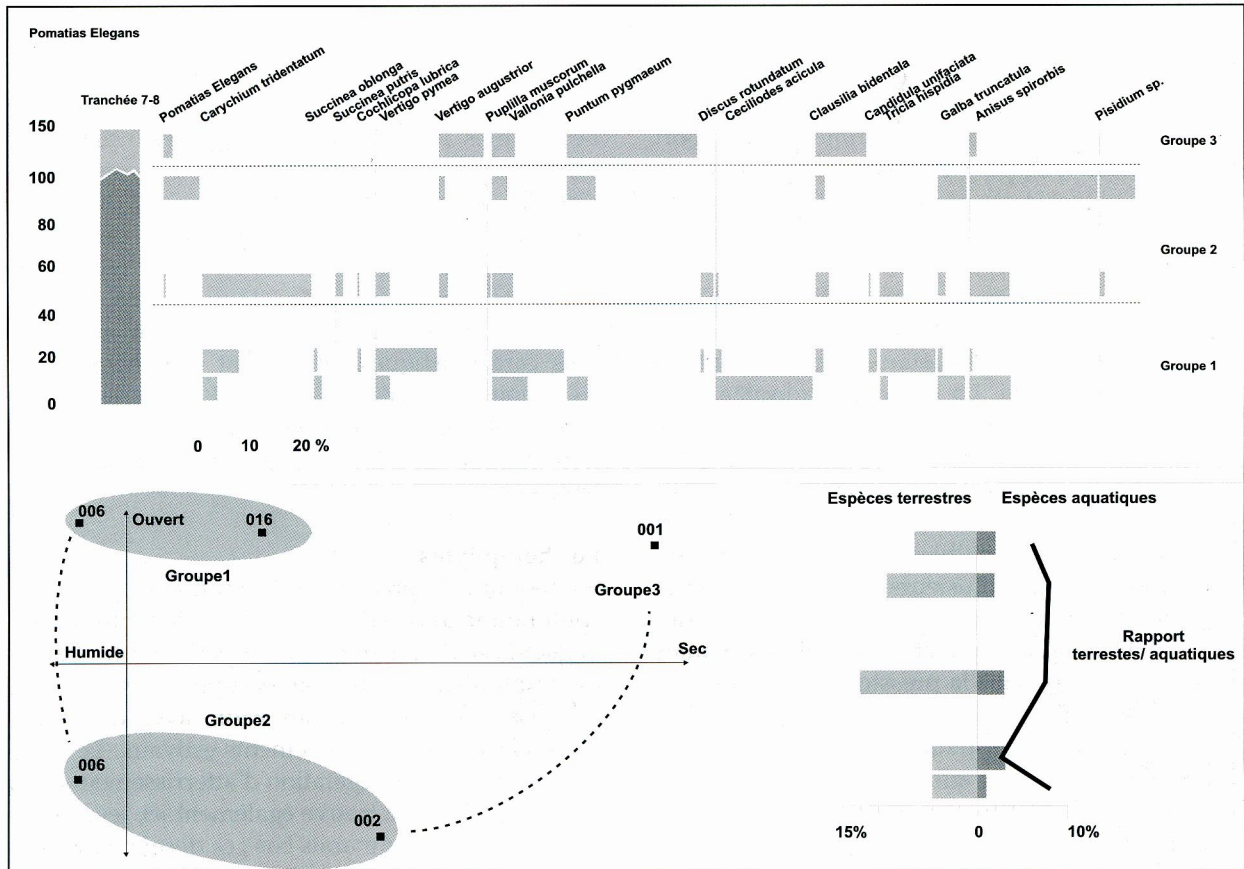 Pomatias Elegans
Tranchée 7-8
Pomatias Elegans
Carychium tridentatum
Succinea oblonga
Succinea putris
Cochlicopa lubrica
Vertigo pymea
Vertigo augustrior
Puplilla muscorum
Vallonia pulchella
Puntum pygmaeum
Discus rotundatum
Ceciliodes acicula
Clausilia bidentala
Candidula unifaciata
Tricia hispidia
Galba truncatula
Anisus spirorbis
Pisidium sp.
150
Groupe 3
100
80
Groupe 2
60
40
20
Groupe 1
0
0 10 20 %
006
Ouvert
016
001
Groupe1
Groupe3
Humide
Sec
Groupe2
006
002
Espèces terrestres Espèces aquatiques
Rapport
terrestes/ aquatiques
15% 0 10%